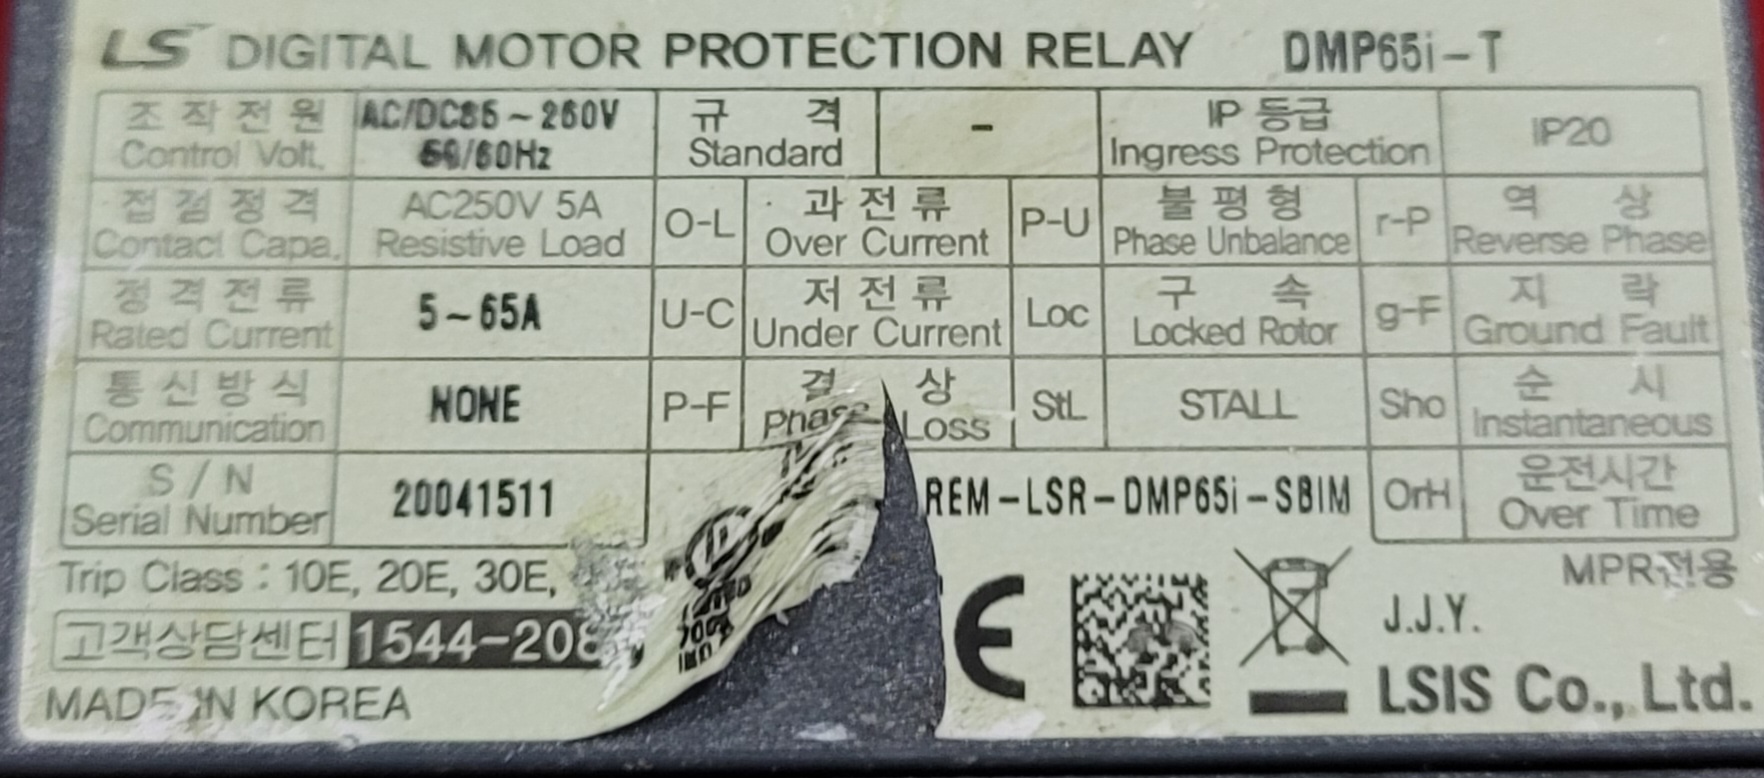 LS DIGITAL MOTOR PROTECTION RELAY DMP65i-T
조작전원 AC/DC85~260V 규 격 - IP 등급 IP20
Control Volt. 50/60Hz Standard Ingress Protection
접점정격 AC250V 5A O-L 과전류 P-U 불평형 r-P 역 상
Contact Capa. Resistive Load Over Current Phase Unbalance Reverse Phase
정격전류 5~65A U-C 저전류 Loc 구 속 g-F 지 락
Rated Current Under Current Locked Rotor Ground Fault
통신방식 NONE P-F 결 상 StL STALL Sho 순 시
Communication Phase Loss Instantaneous
S/N 20041511 REM-LSR-DMP65i-SBIM OrH 운전시간
Serial Number Over Time
Trip Class : 10E, 20E, 30E, MPR전용
고객상담센터 1544-208 CE J.J.Y.
MADE IN KOREA LSIS Co., Ltd.